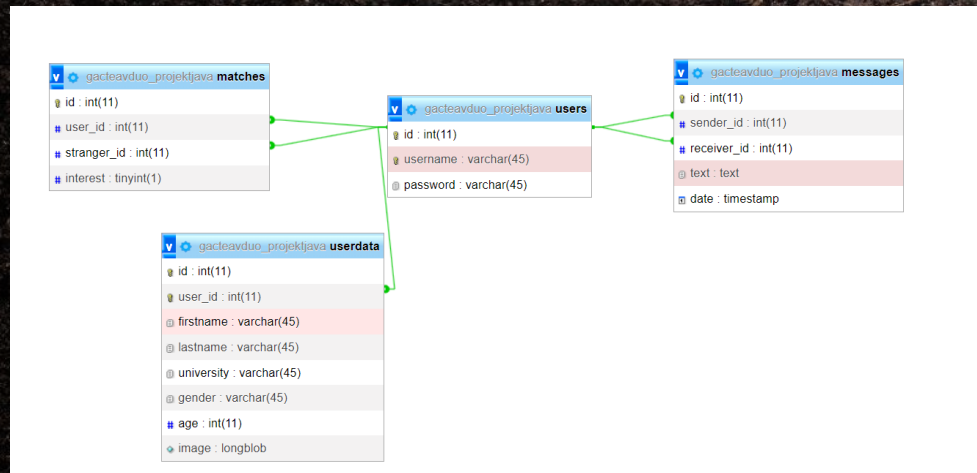 v gacteavduo_projektjava matches
id : int(11)
# user_id : int(11)
# stranger_id : int(11)
# interest : tinyint(1)
v gacteavduo_projektjava users
id : int(11)
username : varchar(45)
password : varchar(45)
v gacteavduo_projektjava messages
id : int(11)
# sender_id : int(11)
# receiver_id : int(11)
text : text
date : timestamp
v gacteavduo_projektjava userdata
id : int(11)
user_id : int(11)
firstname : varchar(45)
lastname : varchar(45)
university : varchar(45)
gender : varchar(45)
# age : int(11)
image : longblob